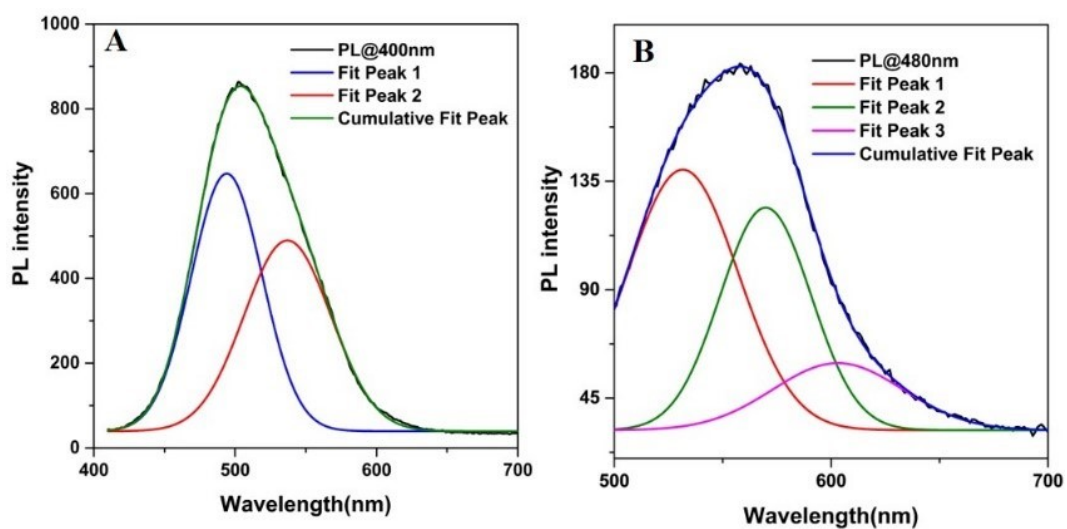 A
PL@400nm
Fit Peak 1
Fit Peak 2
Cumulative Fit Peak
1000
800
600
400
200
0
PL intensity
400
500
600
700
Wavelength(nm)
B
PL@480nm
Fit Peak 1
Fit Peak 2
Fit Peak 3
Cumulative Fit Peak
180
135
90
45
PL intensity
500
600
700
Wavelength(nm)